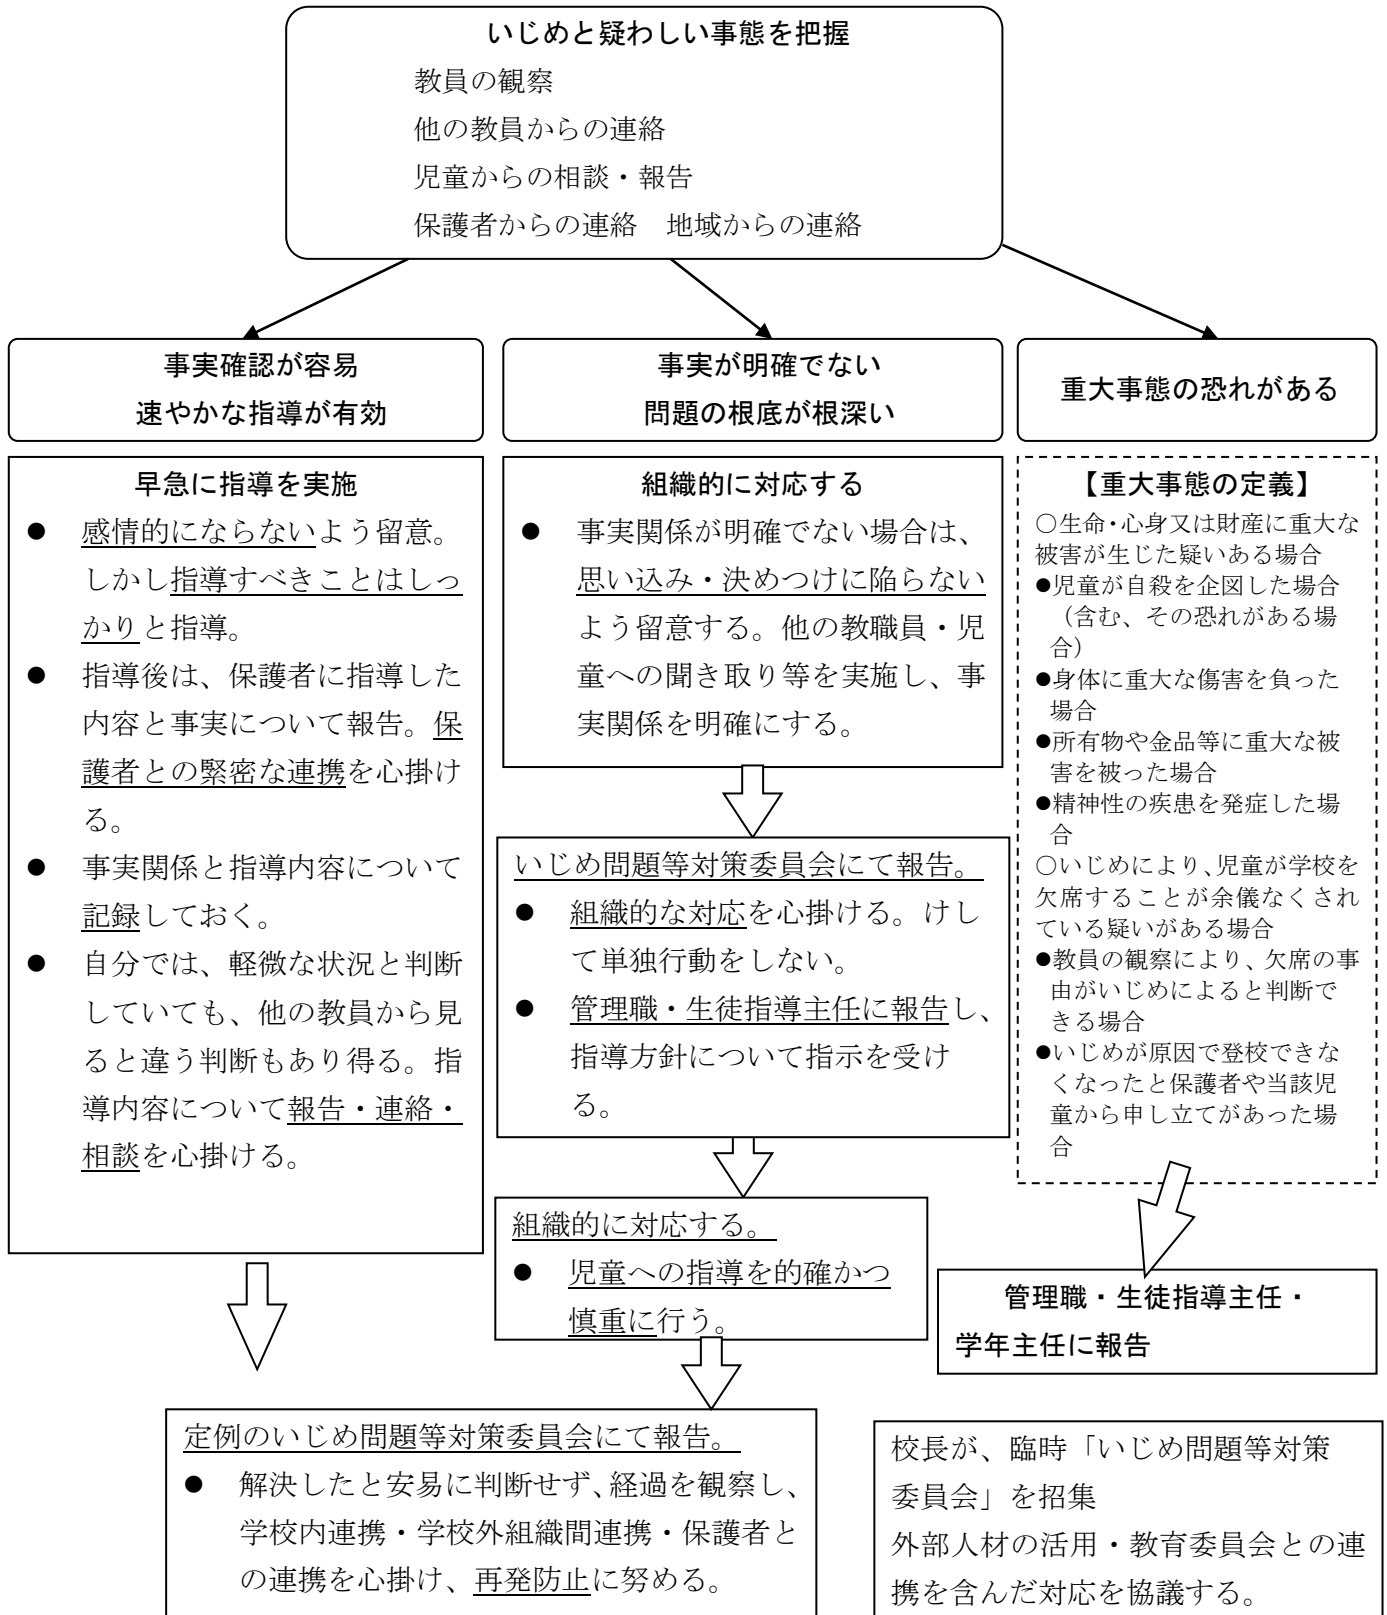 いじめと疑わしい事態を把握
教員の観察
他の教員からの連絡
児童からの相談・報告
保護者からの連絡　地域からの連絡
事実確認が容易
速やかな指導が有効
事実が明確でない
問題の根底が根深い
重大事態の恐れがある
早急に指導を実施
● 感情的にならないよう留意。
しかし指導すべきことはしっ
かりと指導。
● 指導後は、保護者に指導した
内容と事実について報告。保
護者との緊密な連携を心掛け
る。
● 事実関係と指導内容について
記録しておく。
● 自分では、軽微な状況と判断
していても、他の教員から見
ると違う判断もあり得る。指
導内容について報告・連絡・
相談を心掛ける。
組織的に対応する
● 事実関係が明確でない場合は、
思い込み・決めつけに陥らない
よう留意する。他の教職員・児
童への聞き取り等を実施し、事
実関係を明確にする。
いじめ問題等対策委員会にて報告。
● 組織的な対応を心掛ける。けし
て単独行動をしない。
● 管理職・生徒指導主任に報告し、
指導方針について指示を受け
る。
組織的に対応する。
● 児童への指導を的確かつ
慎重に行う。
【重大事態の定義】
○生命・心身又は財産に重大な
被害が生じた疑いある場合
●児童が自殺を企図した場合
（含む、その恐れがある場
合）
●身体に重大な傷害を負った
場合
●所有物や金品等に重大な被
害を被った場合
●精神性の疾患を発症した場
合
○いじめにより、児童が学校を
欠席することが余儀なくされ
ている疑いがある場合
●教員の観察により、欠席の事
由がいじめによると判断で
きる場合
●いじめが原因で登校できな
くなったと保護者や当該児
童から申し立てがあった場
合
管理職・生徒指導主任・
学年主任に報告
定例のいじめ問題等対策委員会にて報告。
● 解決したと安易に判断せず、経過を観察し、
学校内連携・学校外組織間連携・保護者と
の連携を心掛け、再発防止に努める。
校長が、臨時「いじめ問題等対策
委員会」を招集
外部人材の活用・教育委員会との連
携を含んだ対応を協議する。